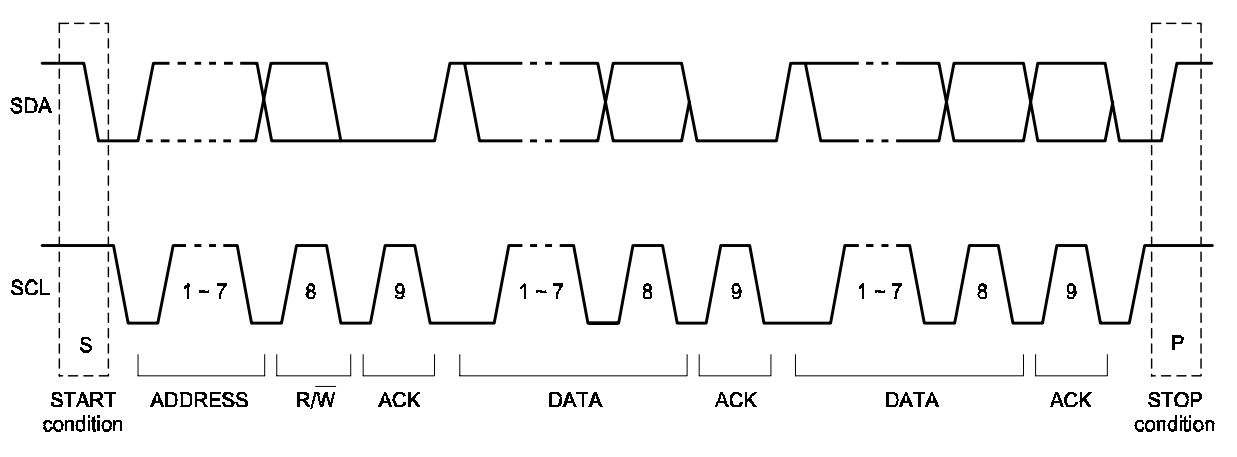 SDA
SCL
1 ~ 7
8
9
1 ~ 7
8
9
1 ~ 7
8
9
S
P
START
condition
ADDRESS
R/W̅
ACK
DATA
ACK
DATA
ACK
STOP
condition